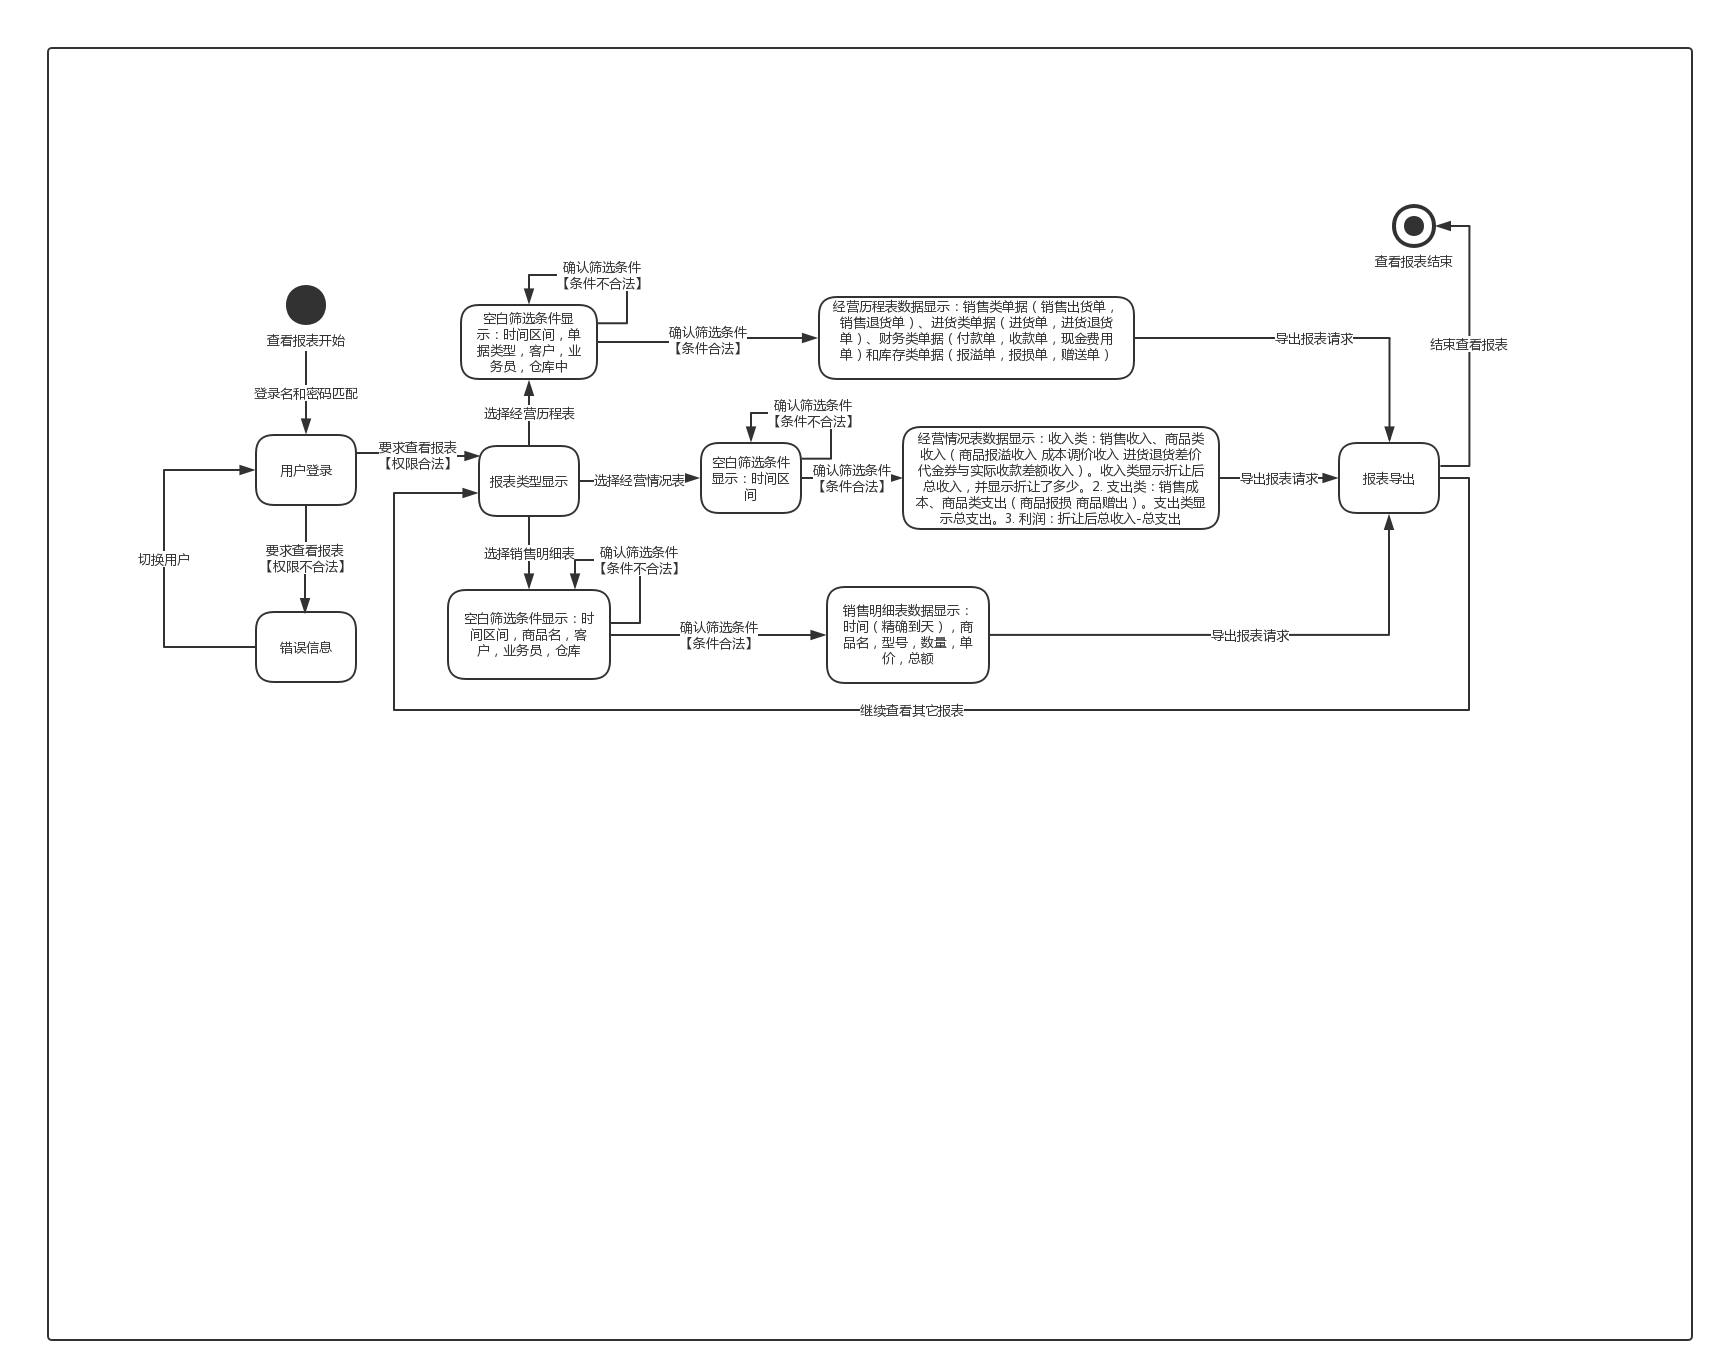 查看报表开始
登录名和密码匹配
用户登录
切换用户
要求查看报表
【权限不合法】
错误信息
要求查看报表
【权限合法】
报表类型显示
选择经营历程表
确认筛选条件
【条件不合法】
空白筛选条件显
示：时间区间，单
据类型，客户，业
务员，仓库中
确认筛选条件
【条件合法】
经营历程表数据显示：销售类单据（销售出货单，
销售退货单）、进货类单据（进货单，进货退货
单）、财务类单据（付款单，收款单，现金费用
单）和库存类单据（报溢单，报损单，赠送单）
导出报表请求
选择经营情况表
确认筛选条件
【条件不合法】
空白筛选条件
显示：时间区
间
确认筛选条件
【条件合法】
经营情况表数据显示：收入类：销售收入、商品类
收入（商品报溢收入 成本调价收入 进货退货差价
代金券与实际收款差额收入）。收入类显示折让后
总收入，并显示折让了多少。2. 支出类：销售成
本、商品类支出（商品报损 商品赠出）。支出类显
示总支出。3. 利润：折让后总收入-总支出
导出报表请求
选择销售明细表
确认筛选条件
【条件不合法】
空白筛选条件显示：时
间区间，商品名，客
户，业务员，仓库
确认筛选条件
【条件合法】
销售明细表数据显示：
时间（精确到天），商
品名，型号，数量，单
价，总额
导出报表请求
报表导出
继续查看其它报表
结束查看报表
查看报表结束